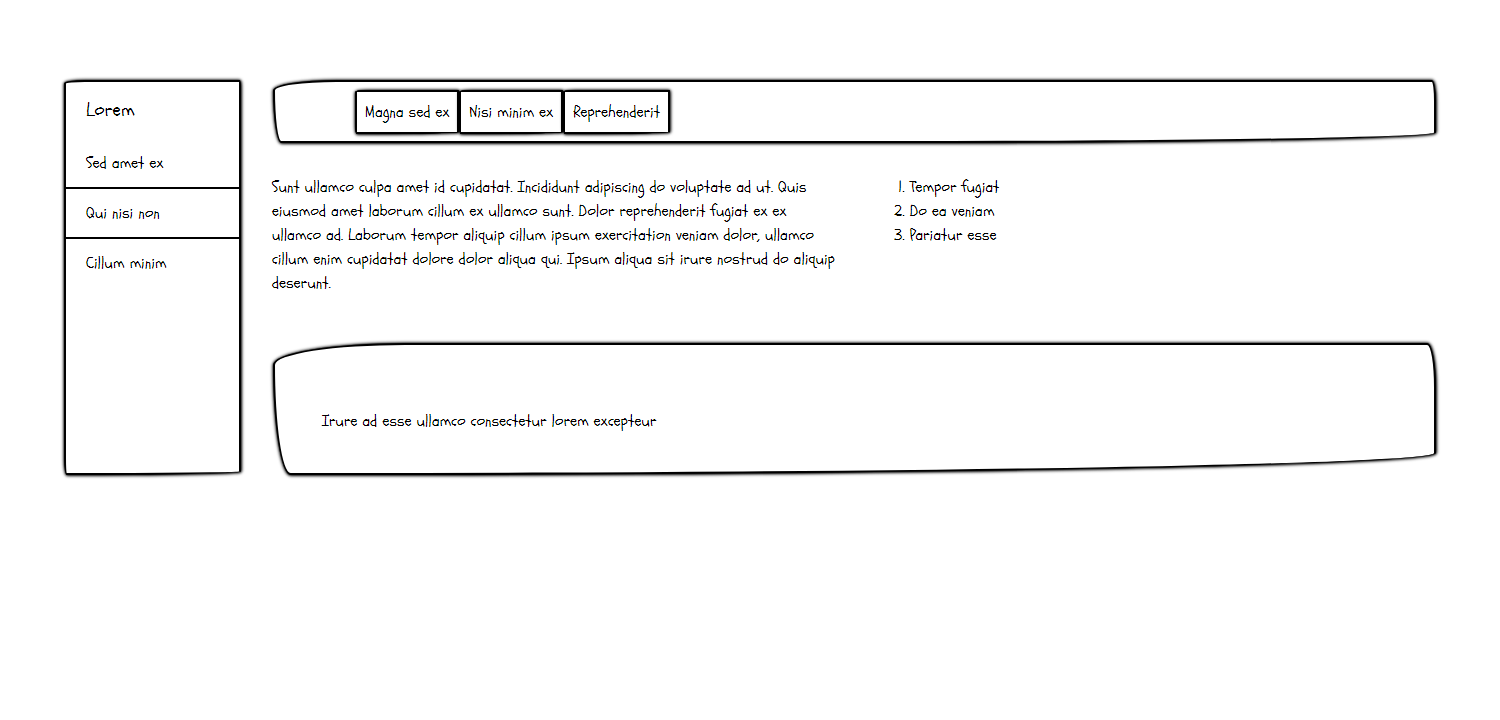 Lorem
Sed amet ex
Qui nisi non
Cillum minim
Magna sed ex
Nisi minim ex
Reprehenderit
Sunt ullamco culpa amet id cupidatat. Incididunt adipiscing do voluptate ad ut. Quis
eiusmod amet laborum cillum ex ullamco sunt. Dolor reprehenderit fugiat ex ex
ullamco ad. Laborum tempor aliquip cillum ipsum exercitation veniam dolor, ullamco
cillum enim cupidatat dolore dolor aliqua qui. Ipsum aliqua sit irure nostrud do aliquip
deserunt.
1. Tempor fugiat
2. Do ea veniam
3. Pariatur esse
Irure ad esse ullamco consectetur lorem excepteur